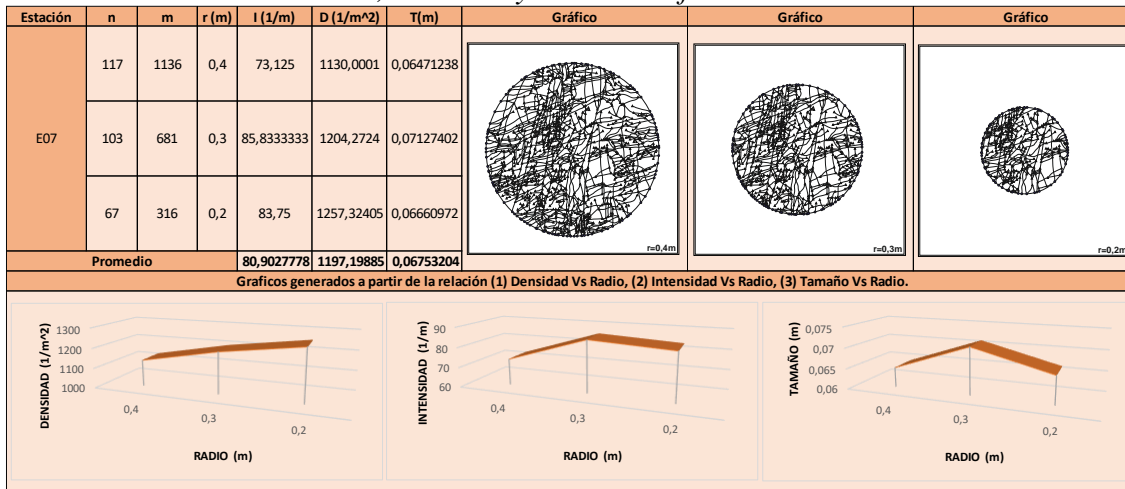 Estación n m r (m) I (1/m) D (1/m^2) T(m) Gráfico Gráfico Gráfico
E07
117 1136 0,4 73,125 1130,0001 0,06471238
103 681 0,3 85,8333333 1204,2724 0,07127402
67 316 0,2 83,75 1257,32405 0,06660972
r=0,4m
r=0,3m
r=0,2m
Promedio 80,9027778 1197,19885 0,06753204
Graficos generados a partir de la relación (1) Densidad Vs Radio, (2) Intensidad Vs Radio, (3) Tamaño Vs Radio.
DENSIDAD (1/m^2)
1300
1200
1100
1000
0,4
0,3
0,2
RADIO (m)
INTENSIDAD (1/m)
90
80
70
60
0,4
0,3
0,2
RADIO (m)
TAMAÑO (m)
0,075
0,07
0,065
0,06
0,4
0,3
0,2
RADIO (m)